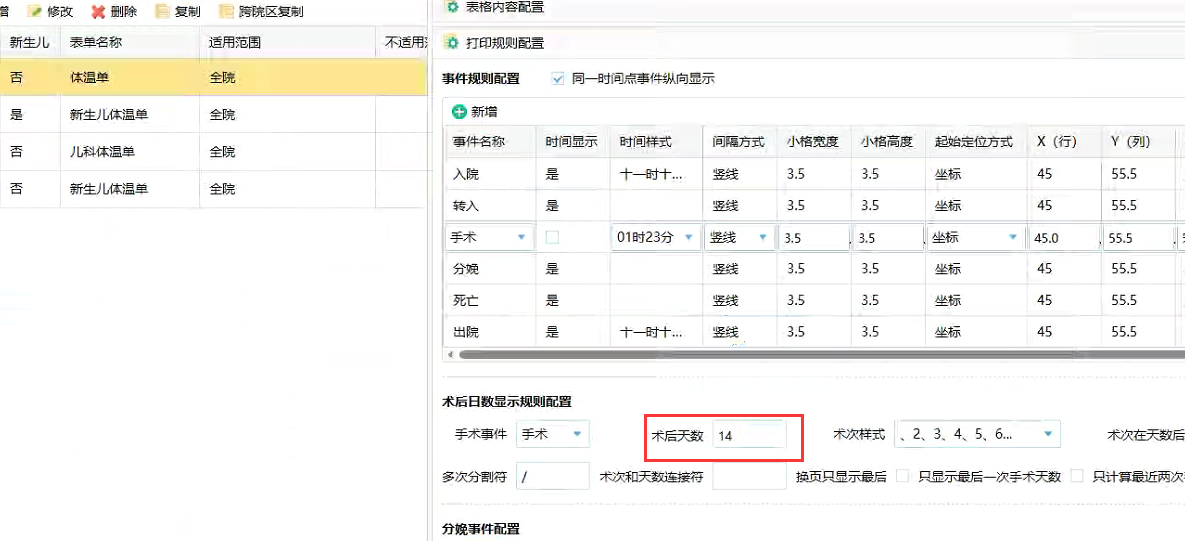 增 修改 删除 复制 跨院区复制
新生儿 表单名称 适用范围 不适用
否 体温单 全院
是 新生儿体温单 全院
否 儿科体温单 全院
否 新生儿体温单 全院
表格内容配置
打印规则配置
事件规则配置 同一时间点事件纵向显示
新增
事件名称 时间显示 时间样式 间隔方式 小格宽度 小格高度 起始定位方式 X（行） Y（列）
入院 是 十一时十... 竖线 3.5 3.5 坐标 45 55.5
转入 是 竖线 3.5 3.5 坐标 45 55.5
手术 01时23分 竖线 3.5 3.5 坐标 45.0 55.5
分娩 是 竖线 3.5 3.5 坐标 45 55.5
死亡 是 竖线 3.5 3.5 坐标 45 55.5
出院 是 十一时十... 竖线 3.5 3.5 坐标 45 55.5
术后日数显示规则配置
手术事件 手术 术后天数 14 术次样式 、2、3、4、5、6... 术次在天数后
多次分割符 / 术次和天数连接符 换页只显示最后 只显示最后一次手术天数 只计算最近两次
分娩事件配置